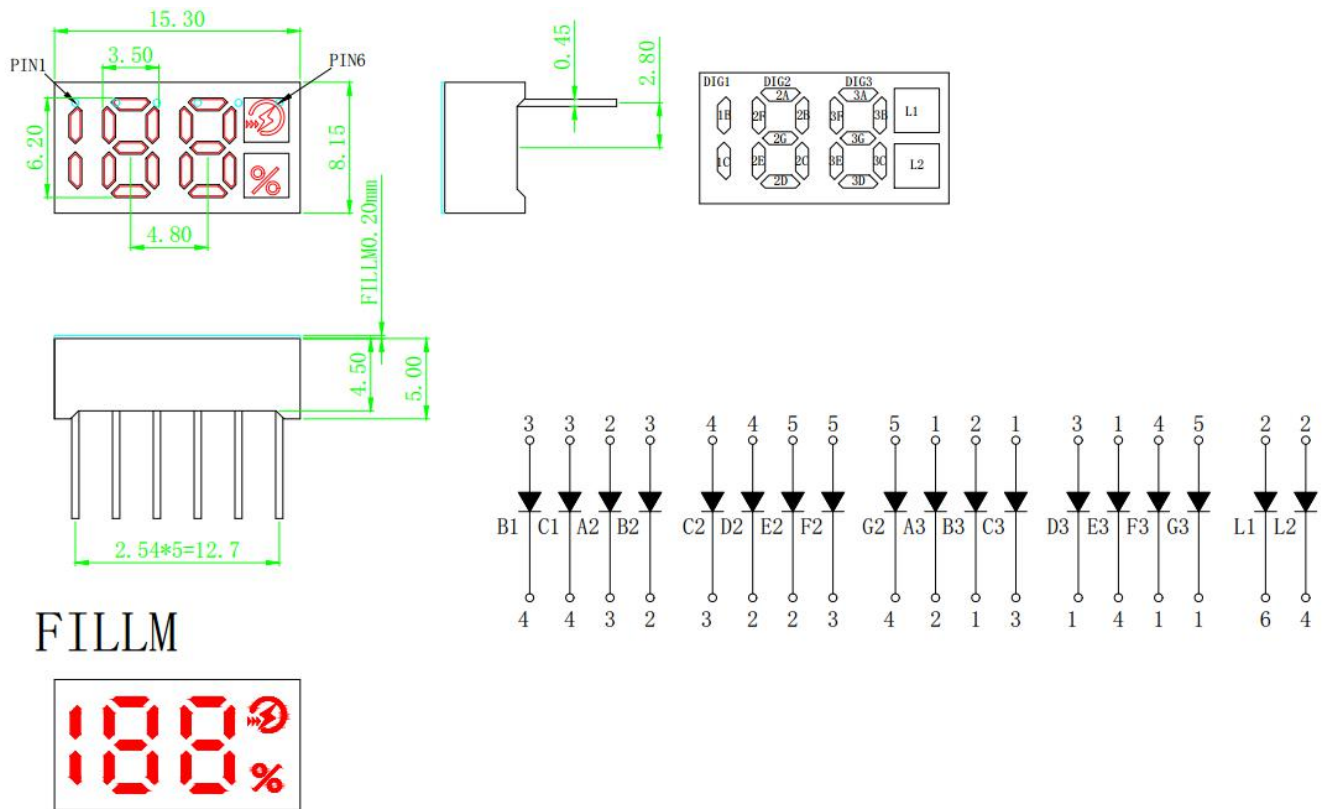 15.30
PIN1
3.50
PIN6
6.20
8.15
4.80
%
0.45
2.80
DIG1 DIG2 DIG3
2A 3A
1B 2F 2B 3F 3B L1
2G 3G
1C 2E 2C 3E 3C L2
2D 3D
FILLM0.20mm
4.50
5.00
2.54*5=12.7
3 3 2 3 4 4 5 5 5 1 2 1 3 1 4 5 2 2
B1 C1 A2 B2 C2 D2 E2 F2 G2 A3 B3 C3 D3 E3 F3 G3 L1 L2
4 4 3 2 3 2 2 3 4 2 1 3 1 4 1 1 6 4
FILLM
188
%